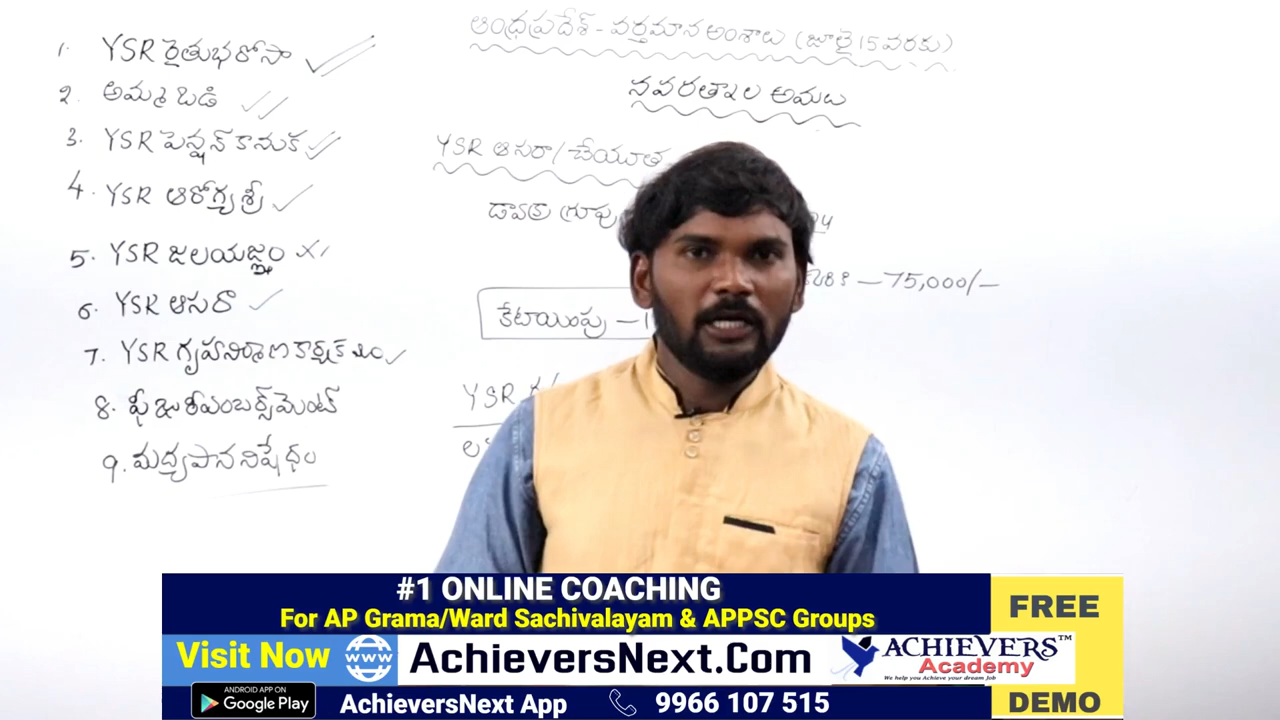 ఆంధ్రప్రదేశ్ - వర్తమాన అంశాలు (జూలై 15 వరకు)
నవరత్నాల అమలు
1. YSR రైతుభరోసా
2. అమ్మ ఒడి
3. YSR పెన్షన్ కానుక
4. YSR ఆరోగ్యశ్రీ
5. YSR జలయజ్ఞం
6. YSR ఆసరా
7. YSR గృహనిర్మాణ
8. ఫీజు రీఎంబర్స్‌మెంట్
9. మద్యపాన నిషేధం
YSR ఆసరా / చేయూత
డ్వాక్రా గ్రూపు
– 75,000/–
కేటాయింపు –
YSR
#1 ONLINE COACHING
For AP Grama/Ward Sachivalayam & APPSC Groups
Visit Now www AchieversNext.Com
ANDROID APP ON
Google Play
AchieversNext App 9966 107 515
ACHIEVERS™
Academy
We help you Achieve your dream Job
FREE
DEMO